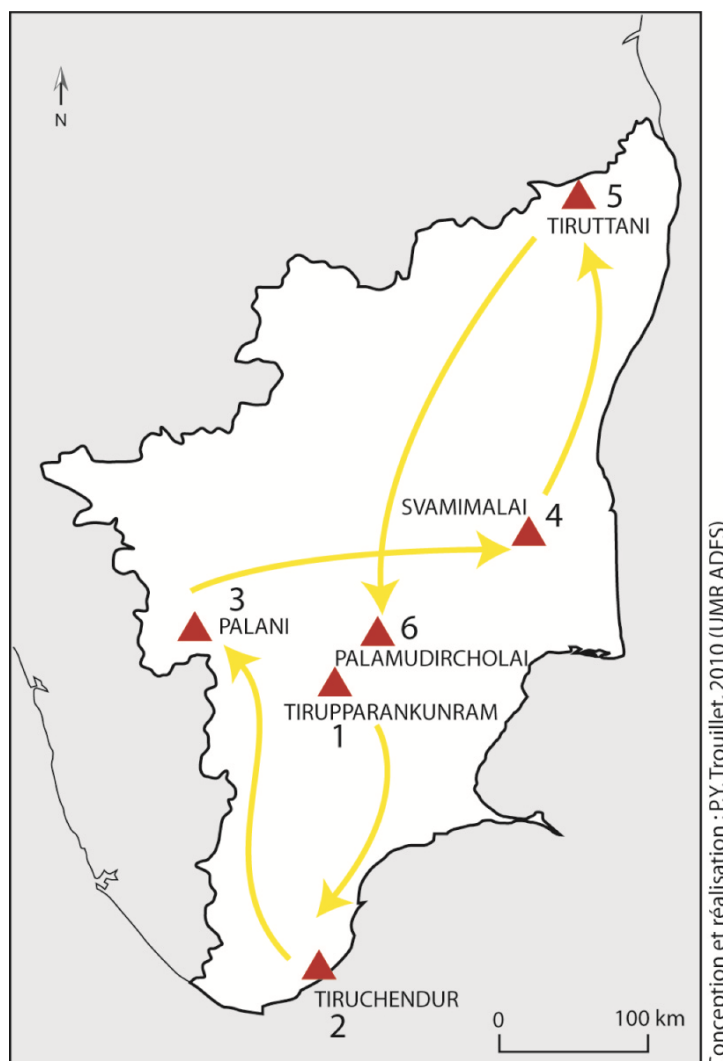 N
5
TIRUTTANI
SVAMIMALAI
4
3
PALANI
6
PALAMUDIRCHOLAI
TIRUPPARANKUNRAM
1
TIRUCHENDUR
2
0 100 km
Conception et réalisation : P.Y. Trouillet, 2010 (UMR ADES)